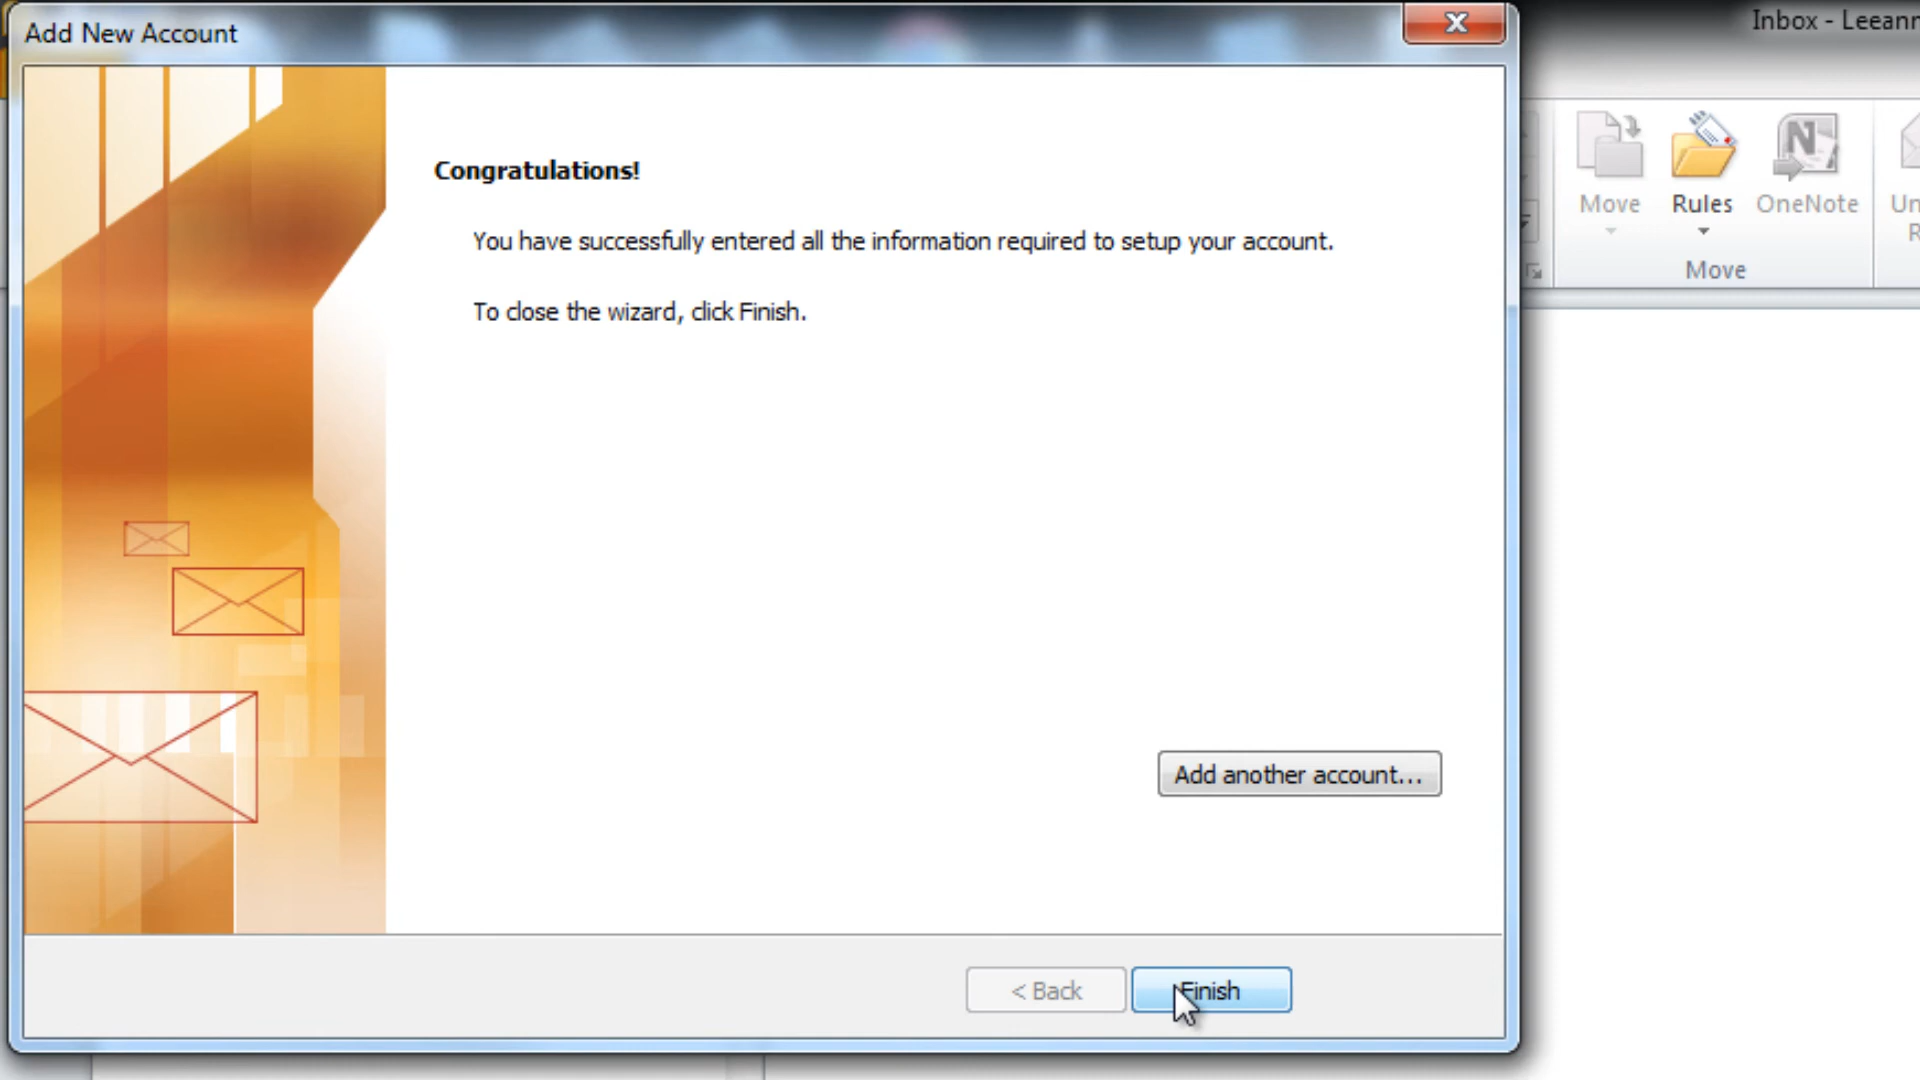 Add New Account
Inbox - Leeann
Congratulations!
You have successfully entered all the information required to setup your account.
To close the wizard, click Finish.
Move
Rules
OneNote
Move
Add another account...
< Back
Finish